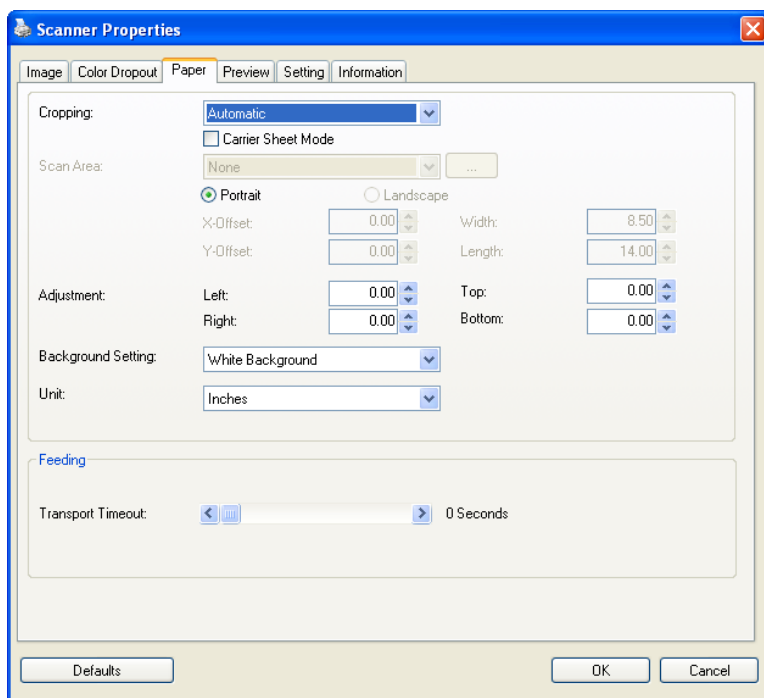 Scanner Properties
Image Color Dropout Paper Preview Setting Information
Cropping: Automatic
Carrier Sheet Mode
Scan Area: None ...
Portrait Landscape
X-Offset: 0.00 Width: 8.50
Y-Offset: 0.00 Length: 14.00
Adjustment: Left: 0.00 Top: 0.00
Right: 0.00 Bottom: 0.00
Background Setting: White Background
Unit: Inches
Feeding
Transport Timeout: 0 Seconds
Defaults OK Cancel